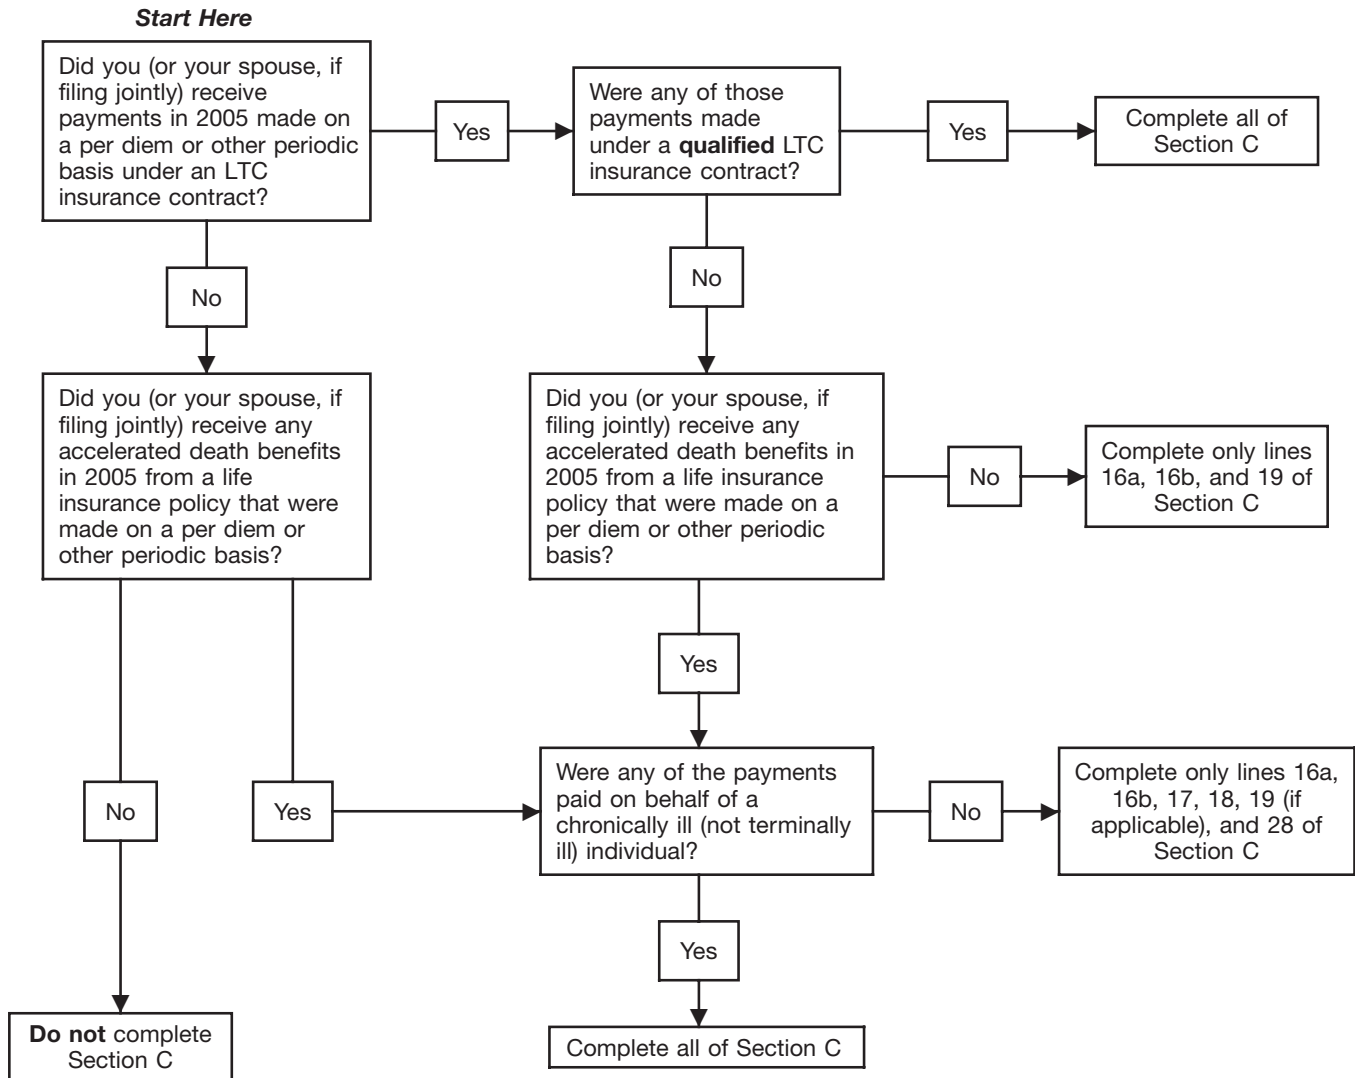 Start Here
Did you (or your spouse, if
filing jointly) receive
payments in 2005 made on
a per diem or other periodic
basis under an LTC
insurance contract?
Yes
Were any of those
payments made
under a qualified LTC
insurance contract?
Yes
Complete all of
Section C
No
No
Did you (or your spouse, if
filing jointly) receive any
accelerated death benefits
in 2005 from a life
insurance policy that were
made on a per diem or
other periodic basis?
Did you (or your spouse, if
filing jointly) receive any
accelerated death benefits in
2005 from a life insurance
policy that were made on a
per diem or other periodic
basis?
No
Complete only lines
16a, 16b, and 19 of
Section C
Yes
No
Yes
Were any of the payments
paid on behalf of a
chronically ill (not terminally
ill) individual?
No
Complete only lines 16a,
16b, 17, 18, 19 (if
applicable), and 28 of
Section C
Yes
Do not complete
Section C
Complete all of Section C